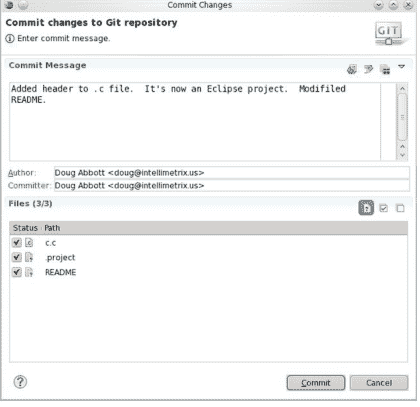 Commit Changes
Commit changes to Git repository
Enter commit message.
GIT
Commit Message
Added header to .c file. It's now an Eclipse project. Modifiled
README.
Author: Doug Abbott <doug@intellimetrix.us>
Committer: Doug Abbott <doug@intellimetrix.us>
Files (3/3)
Status Path
c.c
.project
README
Commit Cancel